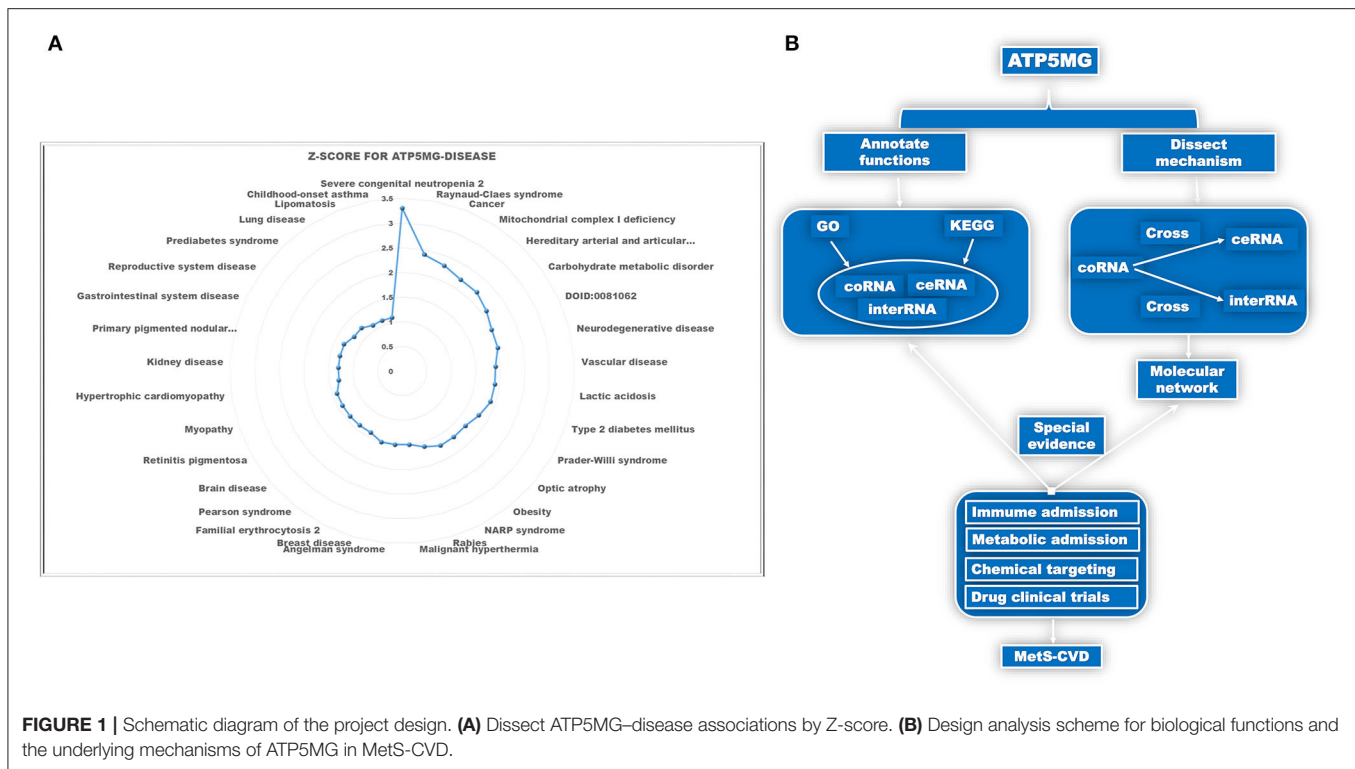 A
Z-SCORE FOR ATP5MG-DISEASE
Severe congenital neutropenia 2
Raynaud-Claes syndrome
Cancer
Mitochondrial complex I deficiency
Hereditary arterial and articular...
Carbohydrate metabolic disorder
DOID:0081062
Neurodegenerative disease
Vascular disease
Lactic acidosis
Type 2 diabetes mellitus
Prader-Willi syndrome
Optic atrophy
Obesity
NARP syndrome
Rabies
Malignant hyperthermia
Angelman syndrome
Breast disease
Familial erythrocytosis 2
Pearson syndrome
Brain disease
Retinitis pigmentosa
Myopathy
Hypertrophic cardiomyopathy
Kidney disease
Primary pigmented nodular...
Gastrointestinal system disease
Reproductive system disease
Prediabetes syndrome
Lung disease
Lipomatosis
Childhood-onset asthma
3.5
3
2.5
2
1.5
1
0.5
0
B
ATP5MG
Annotate
functions
Dissect
mechanism
GO
KEGG
coRNA
ceRNA
interRNA
Cross
ceRNA
coRNA
interRNA
Cross
Molecular
network
Special
evidence
Immume admission
Metabolic admission
Chemical targeting
Drug clinical trials
MetS-CVD
FIGURE 1 | Schematic diagram of the project design. (A) Dissect ATP5MG–disease associations by Z-score. (B) Design analysis scheme for biological functions and
the underlying mechanisms of ATP5MG in MetS-CVD.